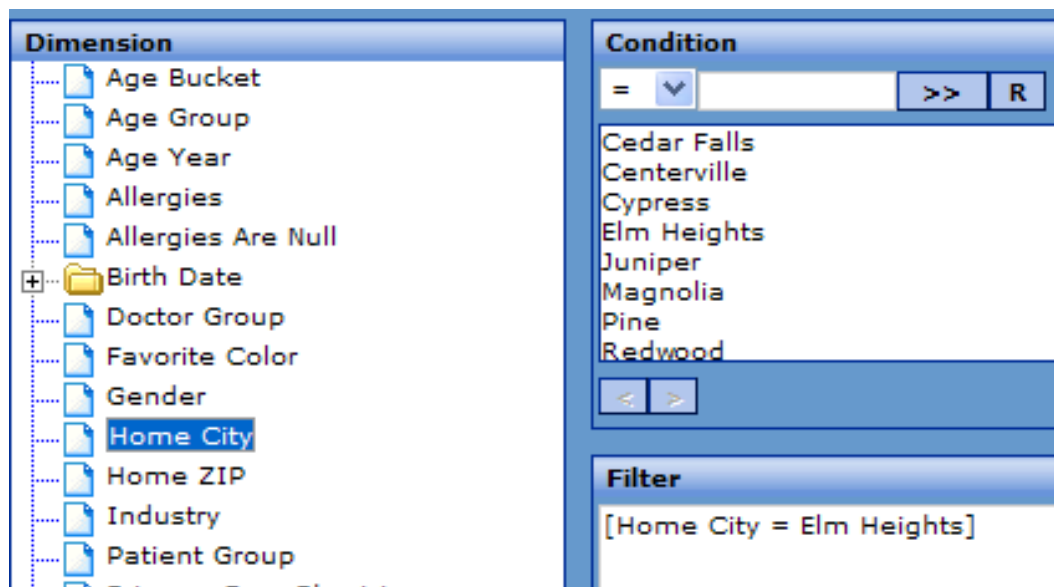 Dimension
Age Bucket
Age Group
Age Year
Allergies
Allergies Are Null
Birth Date
Doctor Group
Favorite Color
Gender
Home City
Home ZIP
Industry
Patient Group
Condition
= >> R
Cedar Falls
Centerville
Cypress
Elm Heights
Juniper
Magnolia
Pine
Redwood
< >
Filter
[Home City = Elm Heights]